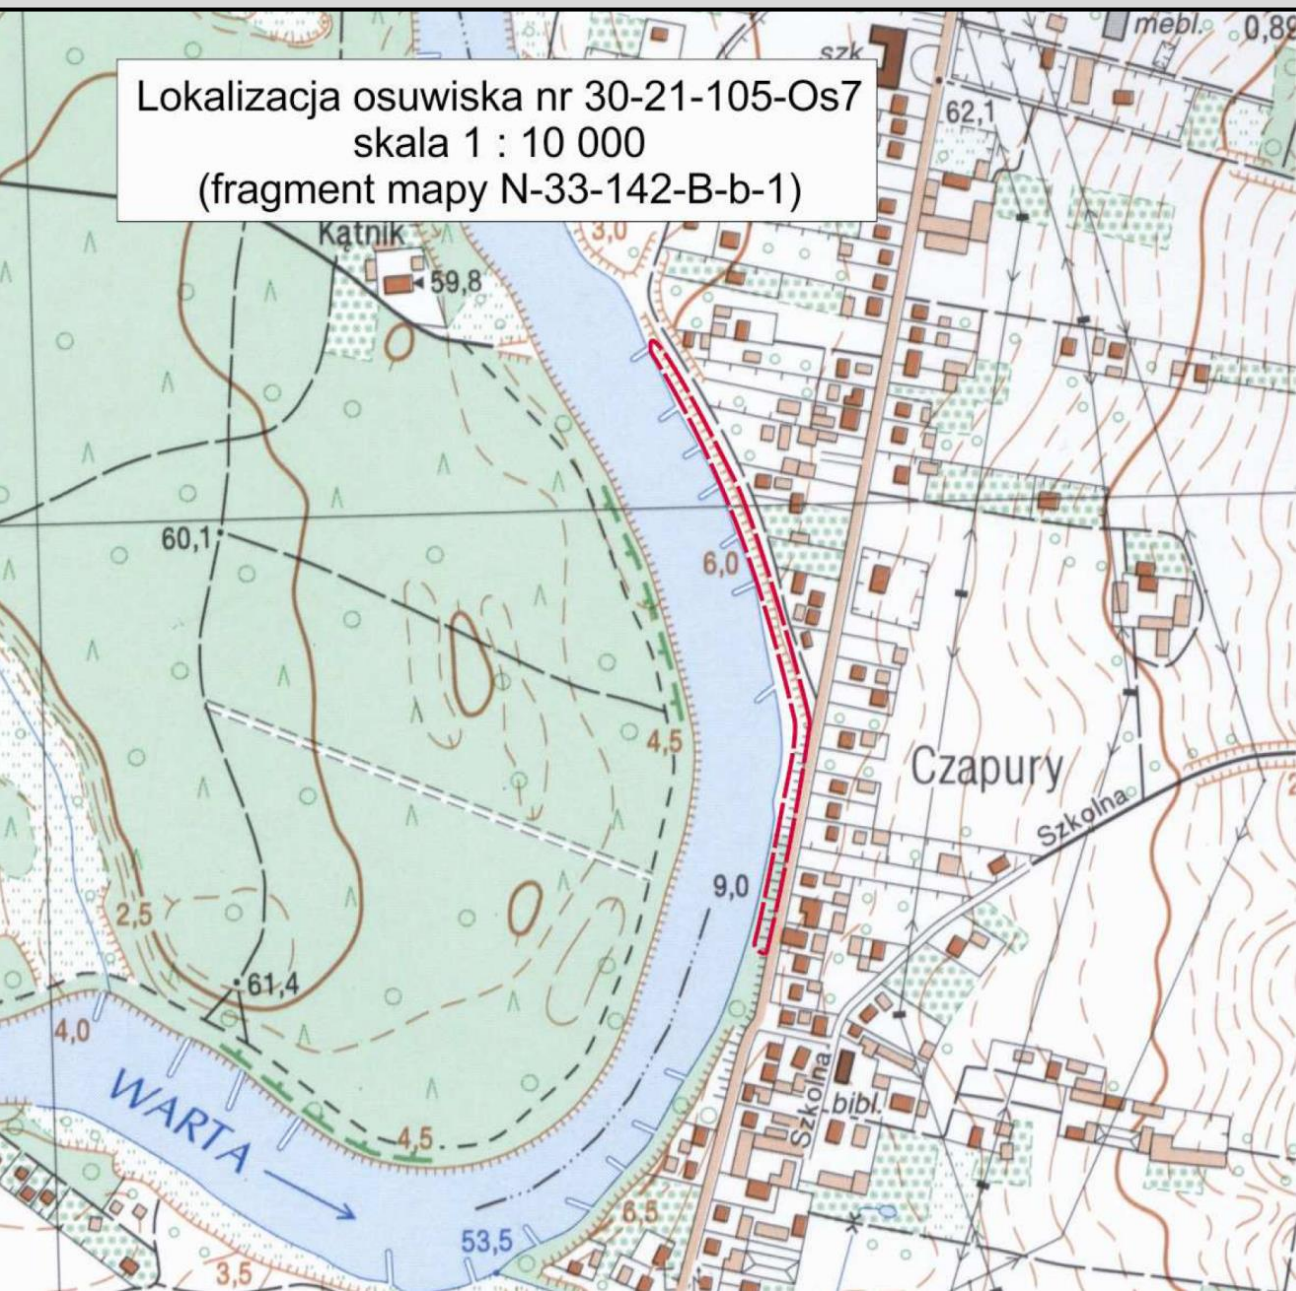 mebl.
0,89
szk
Lokalizacja osuwiska nr 30-21-105-Os7
skala 1 : 10 000
(fragment mapy N-33-142-B-b-1)
62,1
Kątnik
3,0
59,8
60,1
6,0
4,5
Czapury
Szkolna
9,0
2,5
61,4
4,0
WARTA
4,5
Szkolna
bibl.
6,5
53,5
3,5